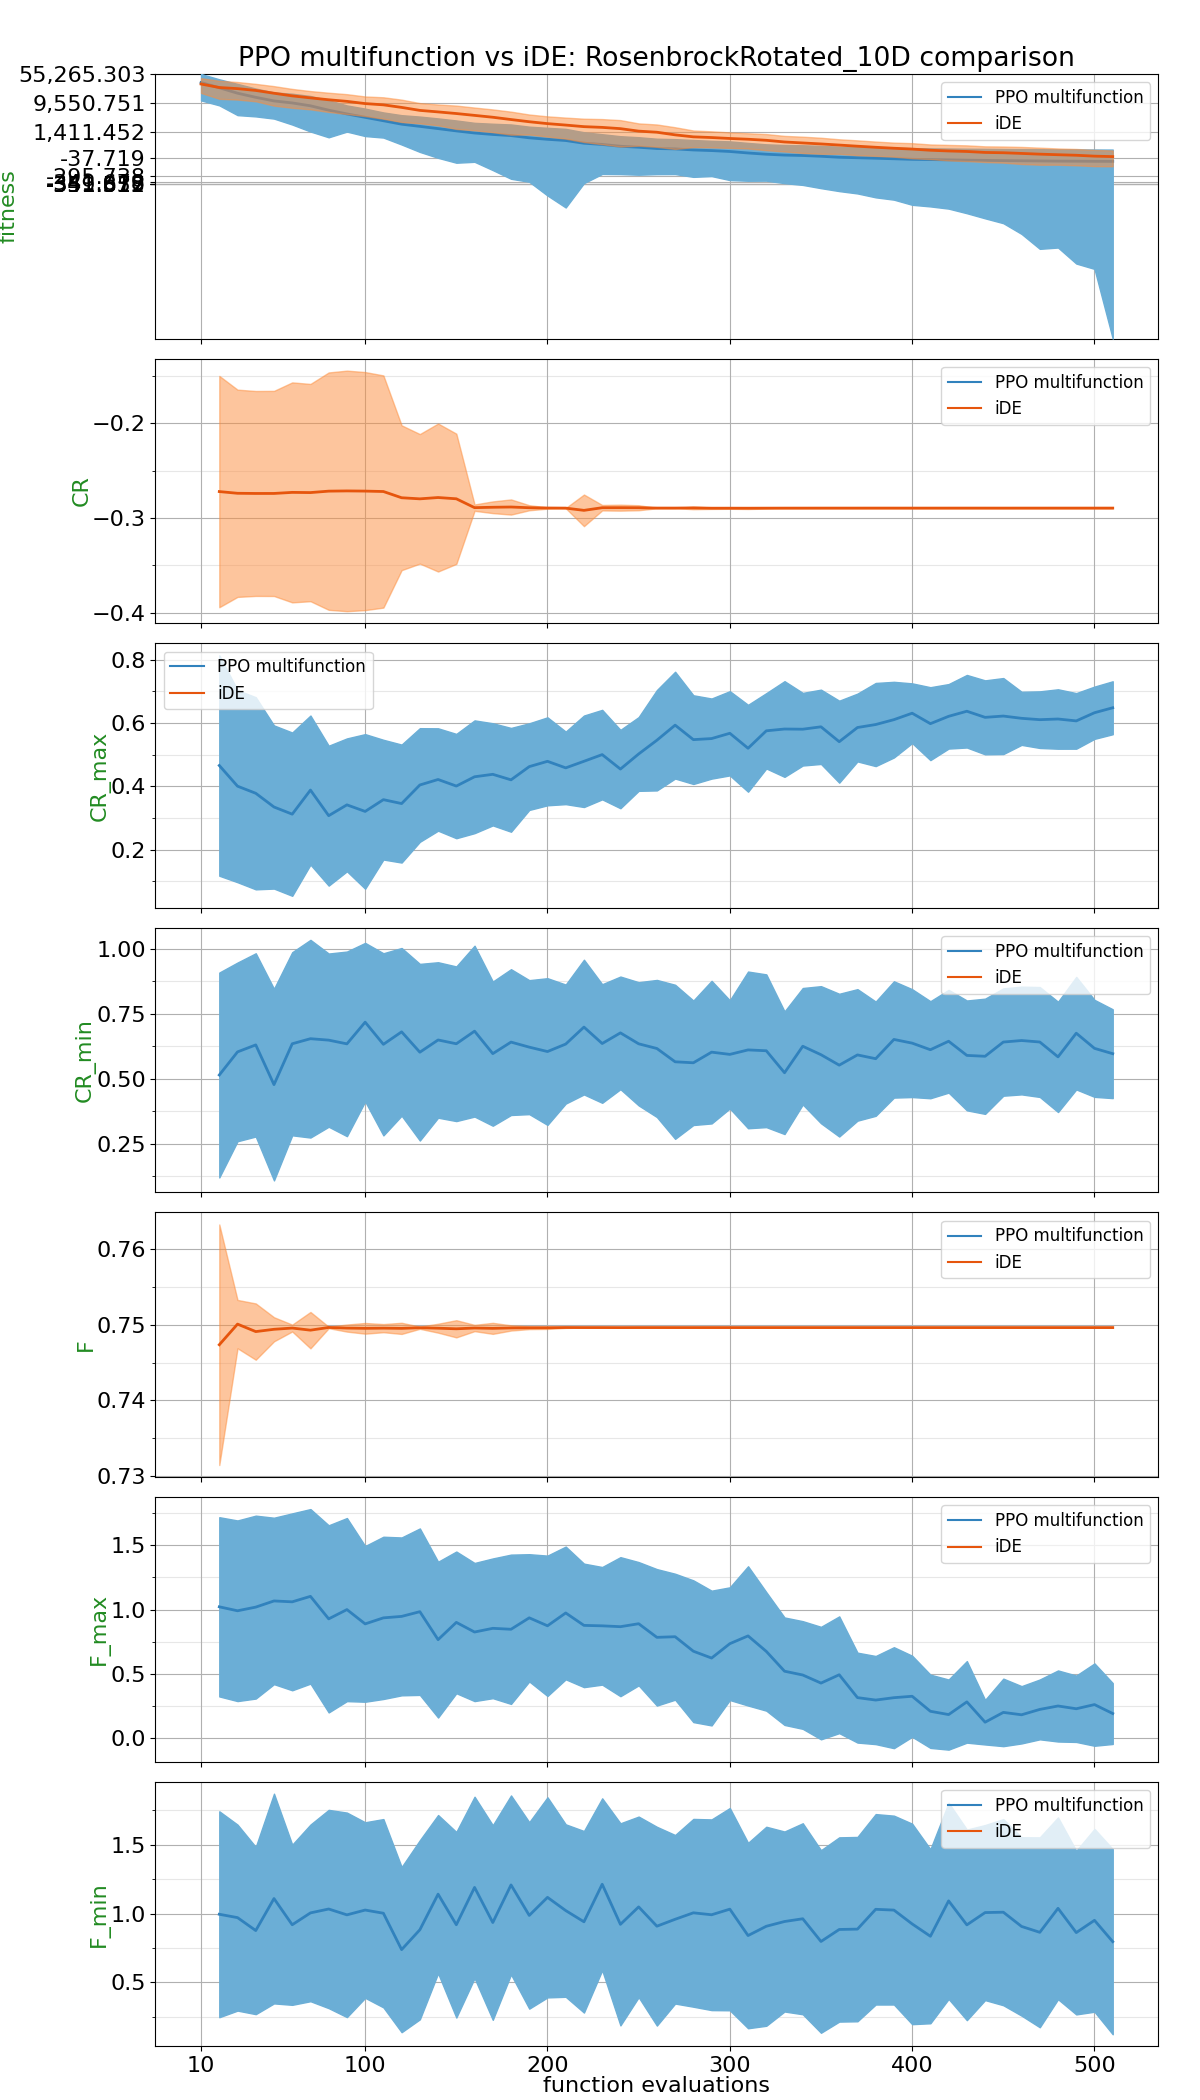 PPO multifunction vs iDE: RosenbrockRotated_10D comparison
55,265.303
9,550.751
1,411.452
-37.719
fitness
PPO multifunction
iDE
−0.2
−0.3
−0.4
CR
PPO multifunction
iDE
0.8
0.6
0.4
0.2
CR_max
PPO multifunction
iDE
1.00
0.75
0.50
0.25
CR_min
PPO multifunction
iDE
0.76
0.75
0.74
0.73
F
PPO multifunction
iDE
1.5
1.0
0.5
0.0
F_max
PPO multifunction
iDE
1.5
1.0
0.5
F_min
PPO multifunction
iDE
10 100 200 300 400 500
function evaluations